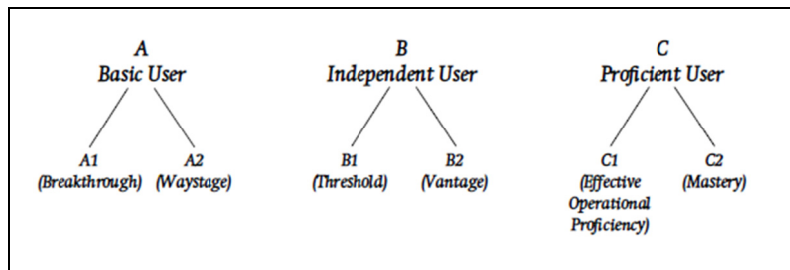 A
Basic User
B
Independent User
C
Proficient User
A1
(Breakthrough)
A2
(Waystage)
B1
(Threshold)
B2
(Vantage)
C1
(Effective
Operational
Proficiency)
C2
(Mastery)